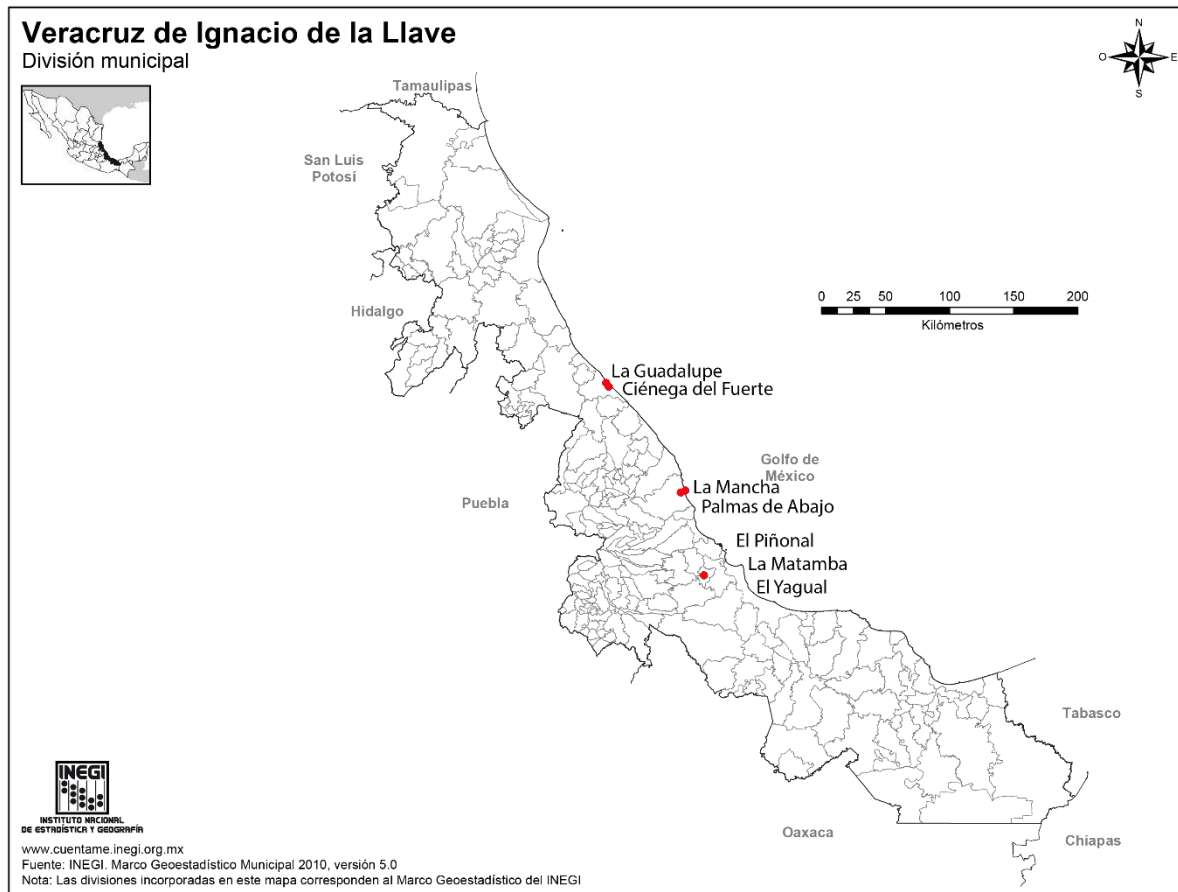 Veracruz de Ignacio de la Llave
División municipal
N
O
E
S
Tamaulipas
San Luis
Potosí
Hidalgo
0 25 50 100 150 200
Kilómetros
La Guadalupe
Ciénega del Fuerte
Golfo de
México
La Mancha
Puebla
Palmas de Abajo
El Piñonal
La Matamba
El Yagual
Tabasco
Oaxaca
Chiapas
INEGI
INSTITUTO NACIONAL
DE ESTADÍSTICA Y GEOGRAFÍA
www.cuentame.inegi.org.mx
Fuente: INEGI. Marco Geoestadístico Municipal 2010, versión 5.0
Nota: Las divisiones incorporadas en este mapa corresponden al Marco Geoestadístico del INEGI